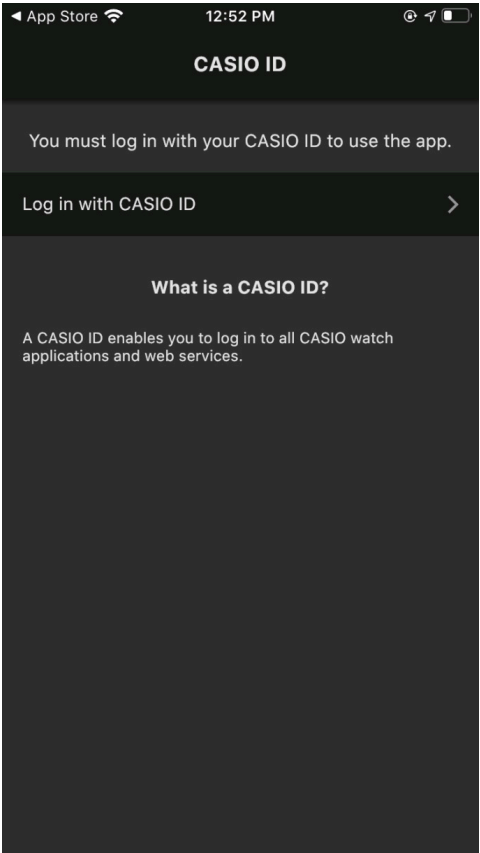 ◀ App Store 12:52 PM
CASIO ID
You must log in with your CASIO ID to use the app.
Log in with CASIO ID
What is a CASIO ID?
A CASIO ID enables you to log in to all CASIO watch
applications and web services.